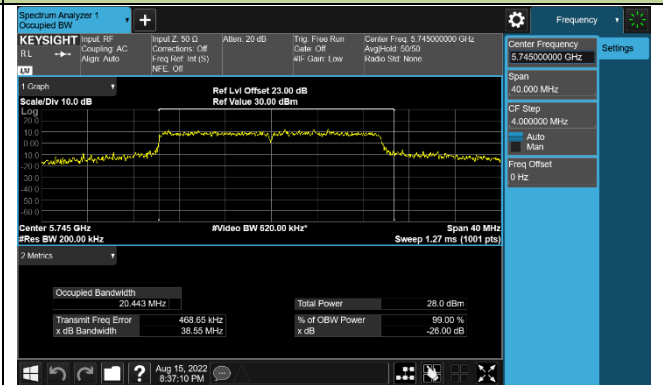 Spectrum Analyzer 1
Occupied BW
Frequency
KEYSIGHT
RL
LXI
Input: RF
Coupling: AC
Align: Auto
Input Z: 50 Ω
Corrections: Off
Freq Ref: Int (S)
NFE: Off
Atten: 20 dB
Trig: Free Run
Gate: Off
#IF Gain: Low
Center Freq: 5.745000000 GHz
Avg|Hold: 50/50
Radio Std: None
1 Graph
Scale/Div 10.0 dB
Ref Lvl Offset 23.00 dB
Ref Value 30.00 dBm
Log
20.0
10.0
0.00
-10.0
-20.0
-30.0
-40.0
-50.0
-60.0
Center 5.745 GHz
#Video BW 620.00 kHz*
Span 40 MHz
#Res BW 200.00 kHz
Sweep 1.27 ms (1001 pts)
2 Metrics
Occupied Bandwidth
20.443 MHz
Total Power
28.0 dBm
Transmit Freq Error
468.65 kHz
% of OBW Power
99.00 %
x dB Bandwidth
38.55 MHz
x dB
-26.00 dB
Center Frequency
5.745000000 GHz
Settings
Span
40.000 MHz
CF Step
4.000000 MHz
Auto
Man
Freq Offset
0 Hz
?
Aug 15, 2022
8:37:10 PM